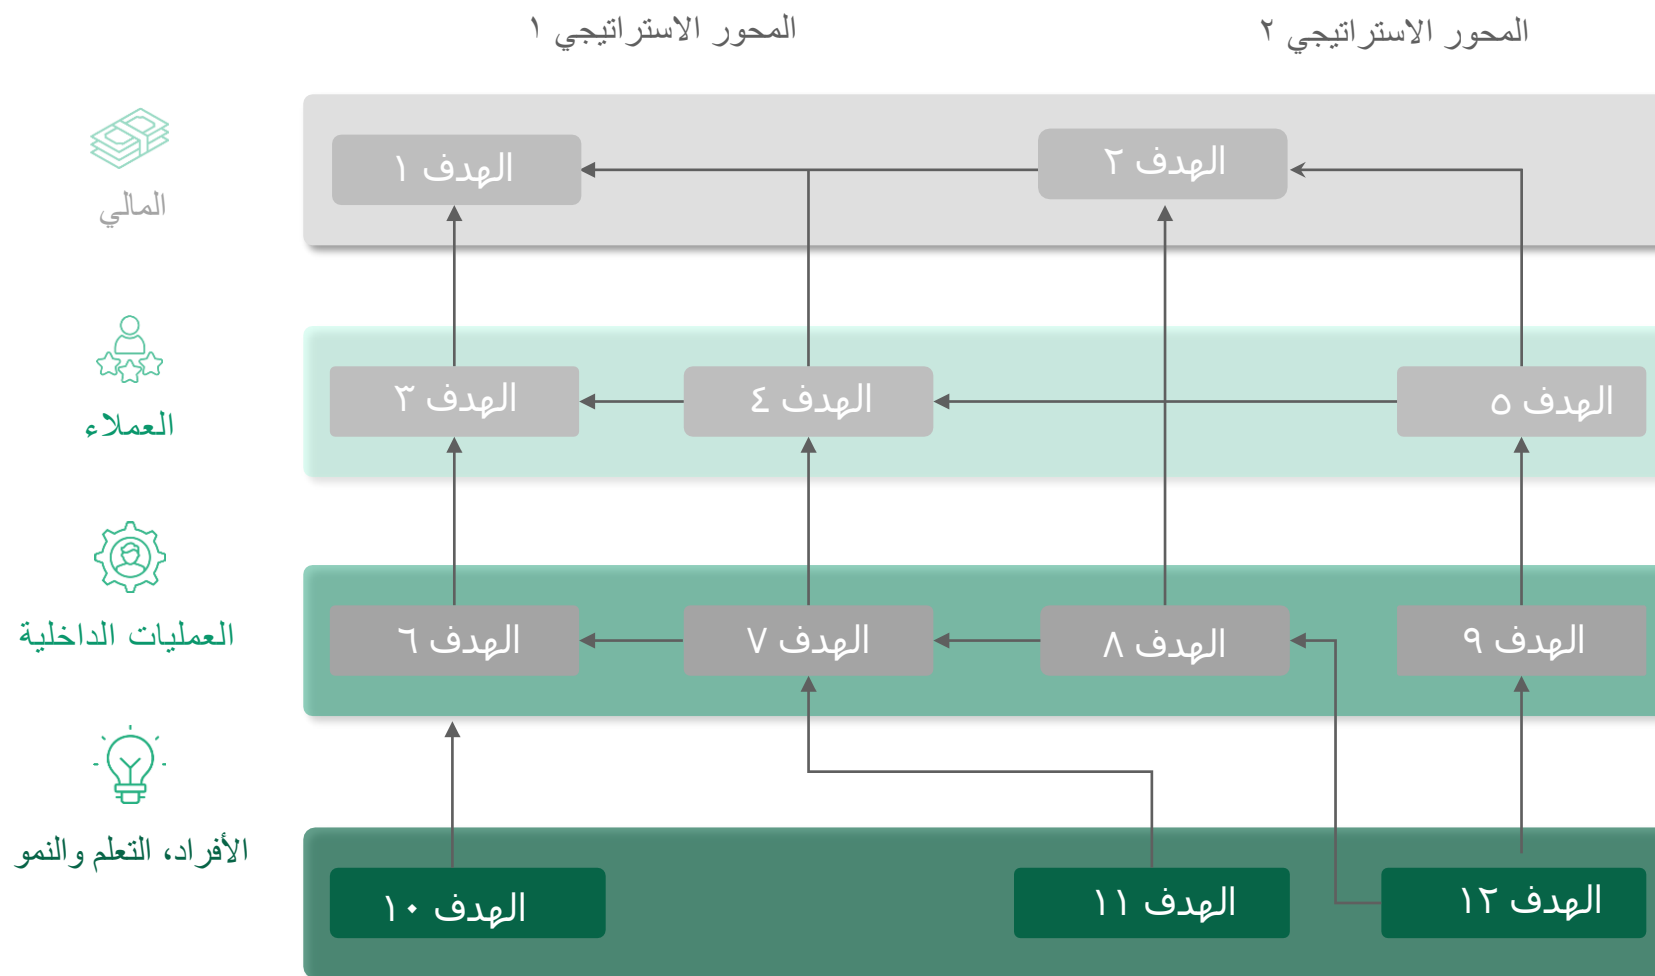 المحور الاستراتيجي ١
المحور الاستراتيجي ٢
المالي
الهدف ١
الهدف ٢
العملاء
الهدف ٣
الهدف ٤
الهدف ٥
العمليات الداخلية
الهدف ٦
الهدف ٧
الهدف ٨
الهدف ٩
الأفراد، التعلم والنمو
الهدف ١٠
الهدف ١١
الهدف ١٢